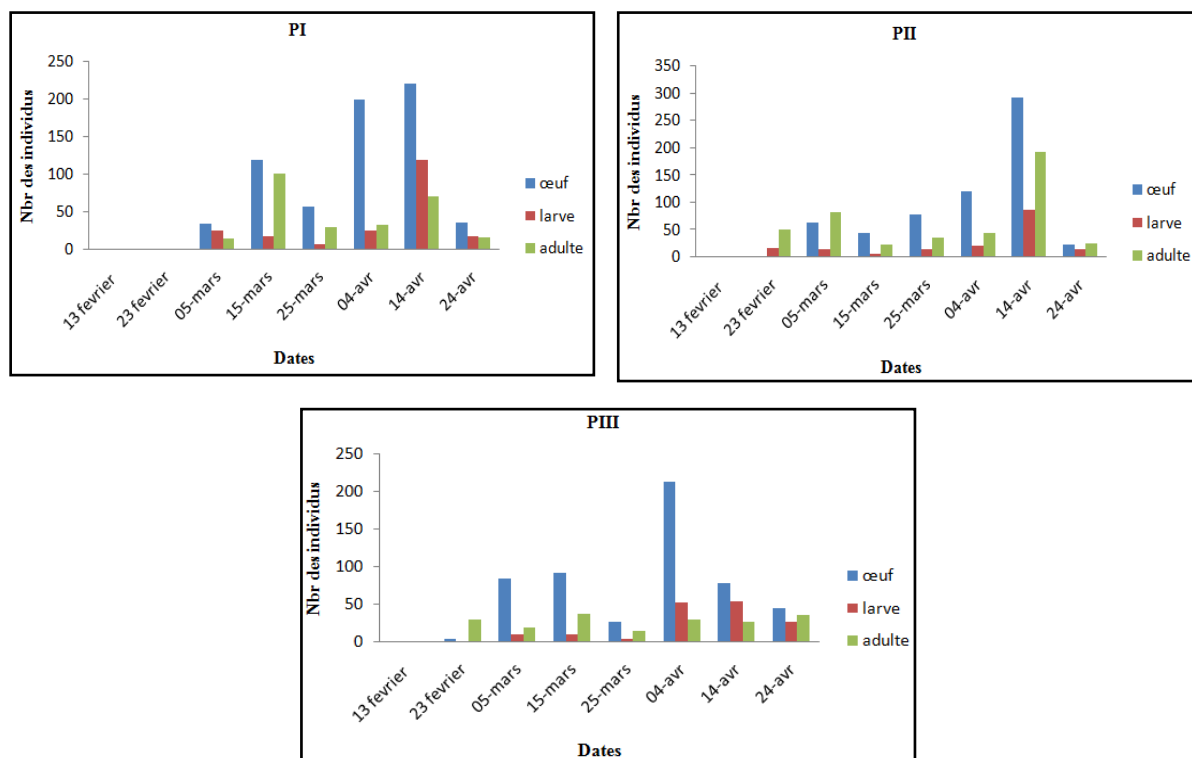 PI
Nbr des individus
250
200
150
100
50
0
13 fevrier
23 fevrier
05-mars
15-mars
25-mars
04-avr
14-avr
24-avr
Dates
œuf
larve
adulte
PII
Nbr des individus
350
300
250
200
150
100
50
0
13 fevrier
23 fevrier
05-mars
15-mars
25-mars
04-avr
14-avr
24-avr
Dates
œuf
larve
adulte
PIII
Nbr des individus
250
200
150
100
50
0
13 fevrier
23 fevrier
05-mars
15-mars
25-mars
04-avr
14-avr
24-avr
Dates
œuf
larve
adulte